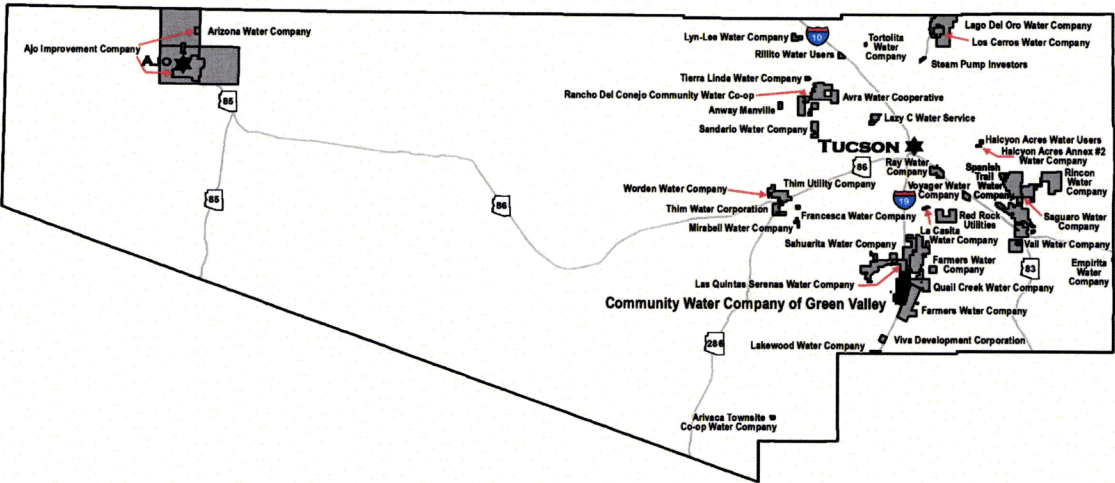 Arizona Water Company
Ajo Improvement Company
85
85
86
Lyn-Lee Water Company
10
Rillito Water Users
Tortolita
Water
Company
Lago Del Oro Water Company
Los Cerros Water Company
Steam Pump Investors
Tierra Linda Water Company
Rancho Del Conejo Community Water Co-op
Avra Water Cooperative
Anway Manville
Sandario Water Company
Lazy C Water Service
TUCSON
Halcyon Acres Water Users
Halcyon Acres Annex #2
Water Company
86
Ray Water
Company
Spanish
Trail
Water
Company
Rincon
Water
Company
Thim Utility Company
Worden Water Company
Voyager Water
Company
19
Thim Water Corporation
Francesca Water Company
Mirabell Water Company
Red Rock
Utilities
Saguaro Water
Company
La Casita
Water Company
Sahuarita Water Company
Vail Water Company
Farmers Water
Company
83
Empirita
Water
Company
Las Quintas Serenas Water Company
Quail Creek Water Company
Community Water Company of Green Valley
Farmers Water Company
286
Lakewood Water Company
Viva Development Corporation
Arivaca Townsite
Co-op Water Company